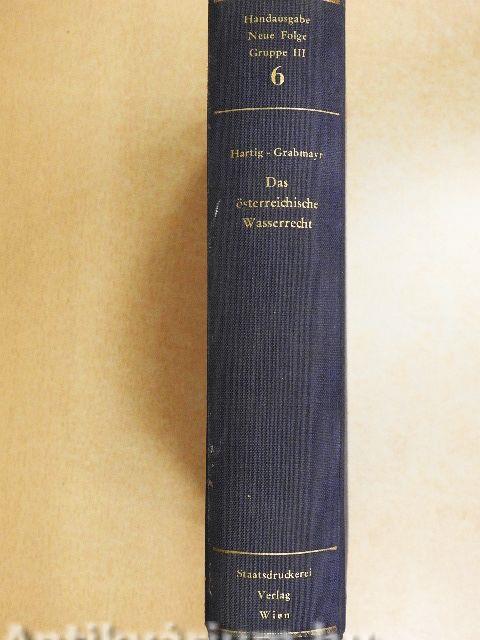 Handausgabe
Neue Folge
Gruppe III
6
Hartig - Grabmayr
Das
österreichische
Wasserrecht
Staatsdruckerei
Verlag
Wien